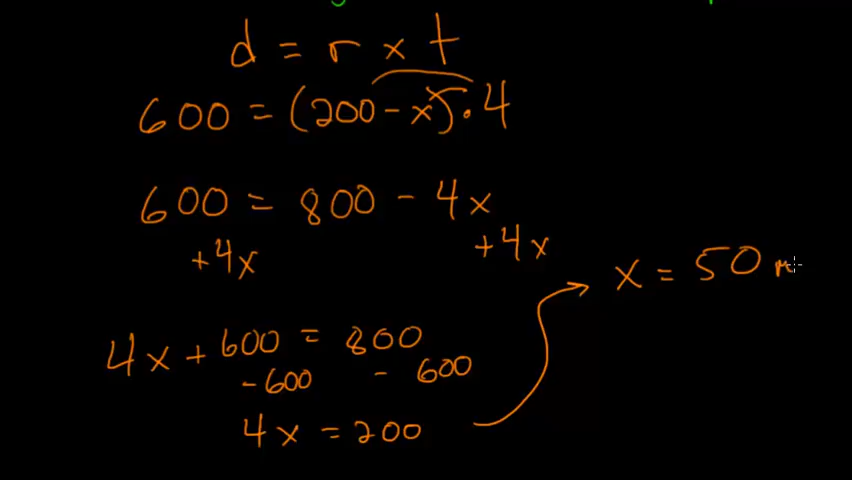 d = r x t
600 = (200 - x) . 4
600 = 800 - 4x
+4x +4x
x = 50 m
4x + 600 = 800
-600 - 600
4x = 200